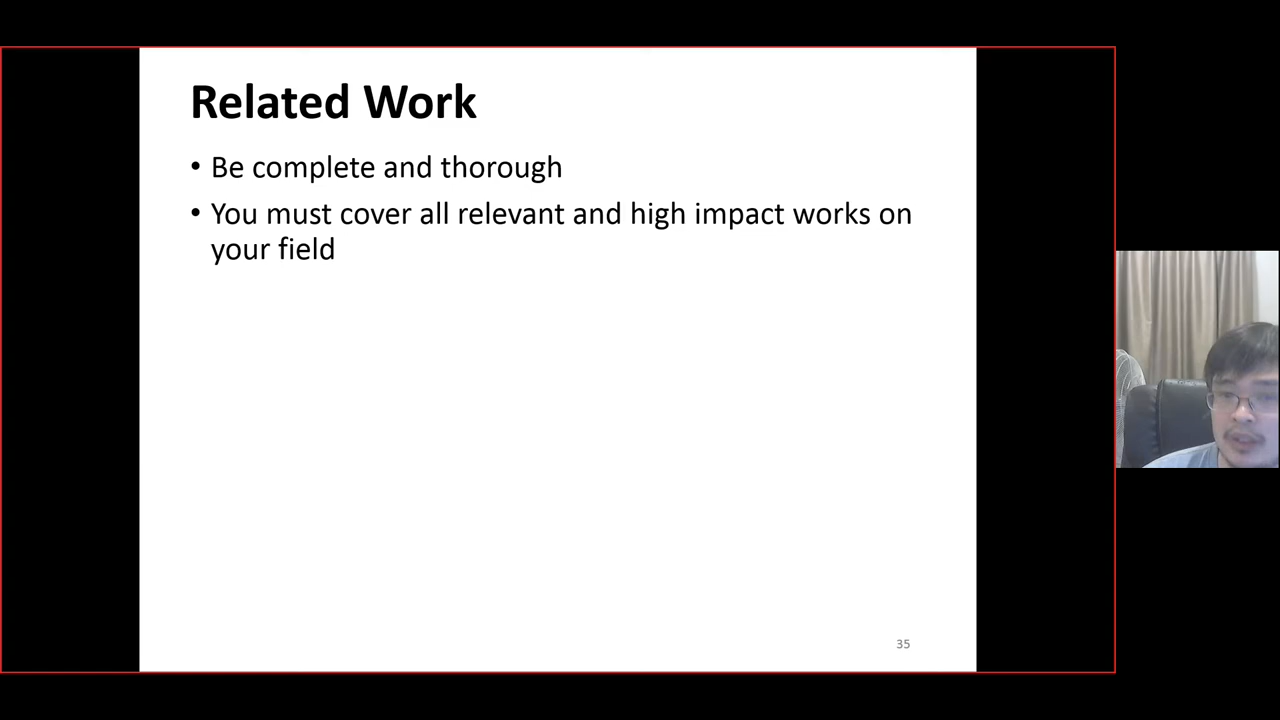 Related Work
• Be complete and thorough
• You must cover all relevant and high impact works on
your field
35